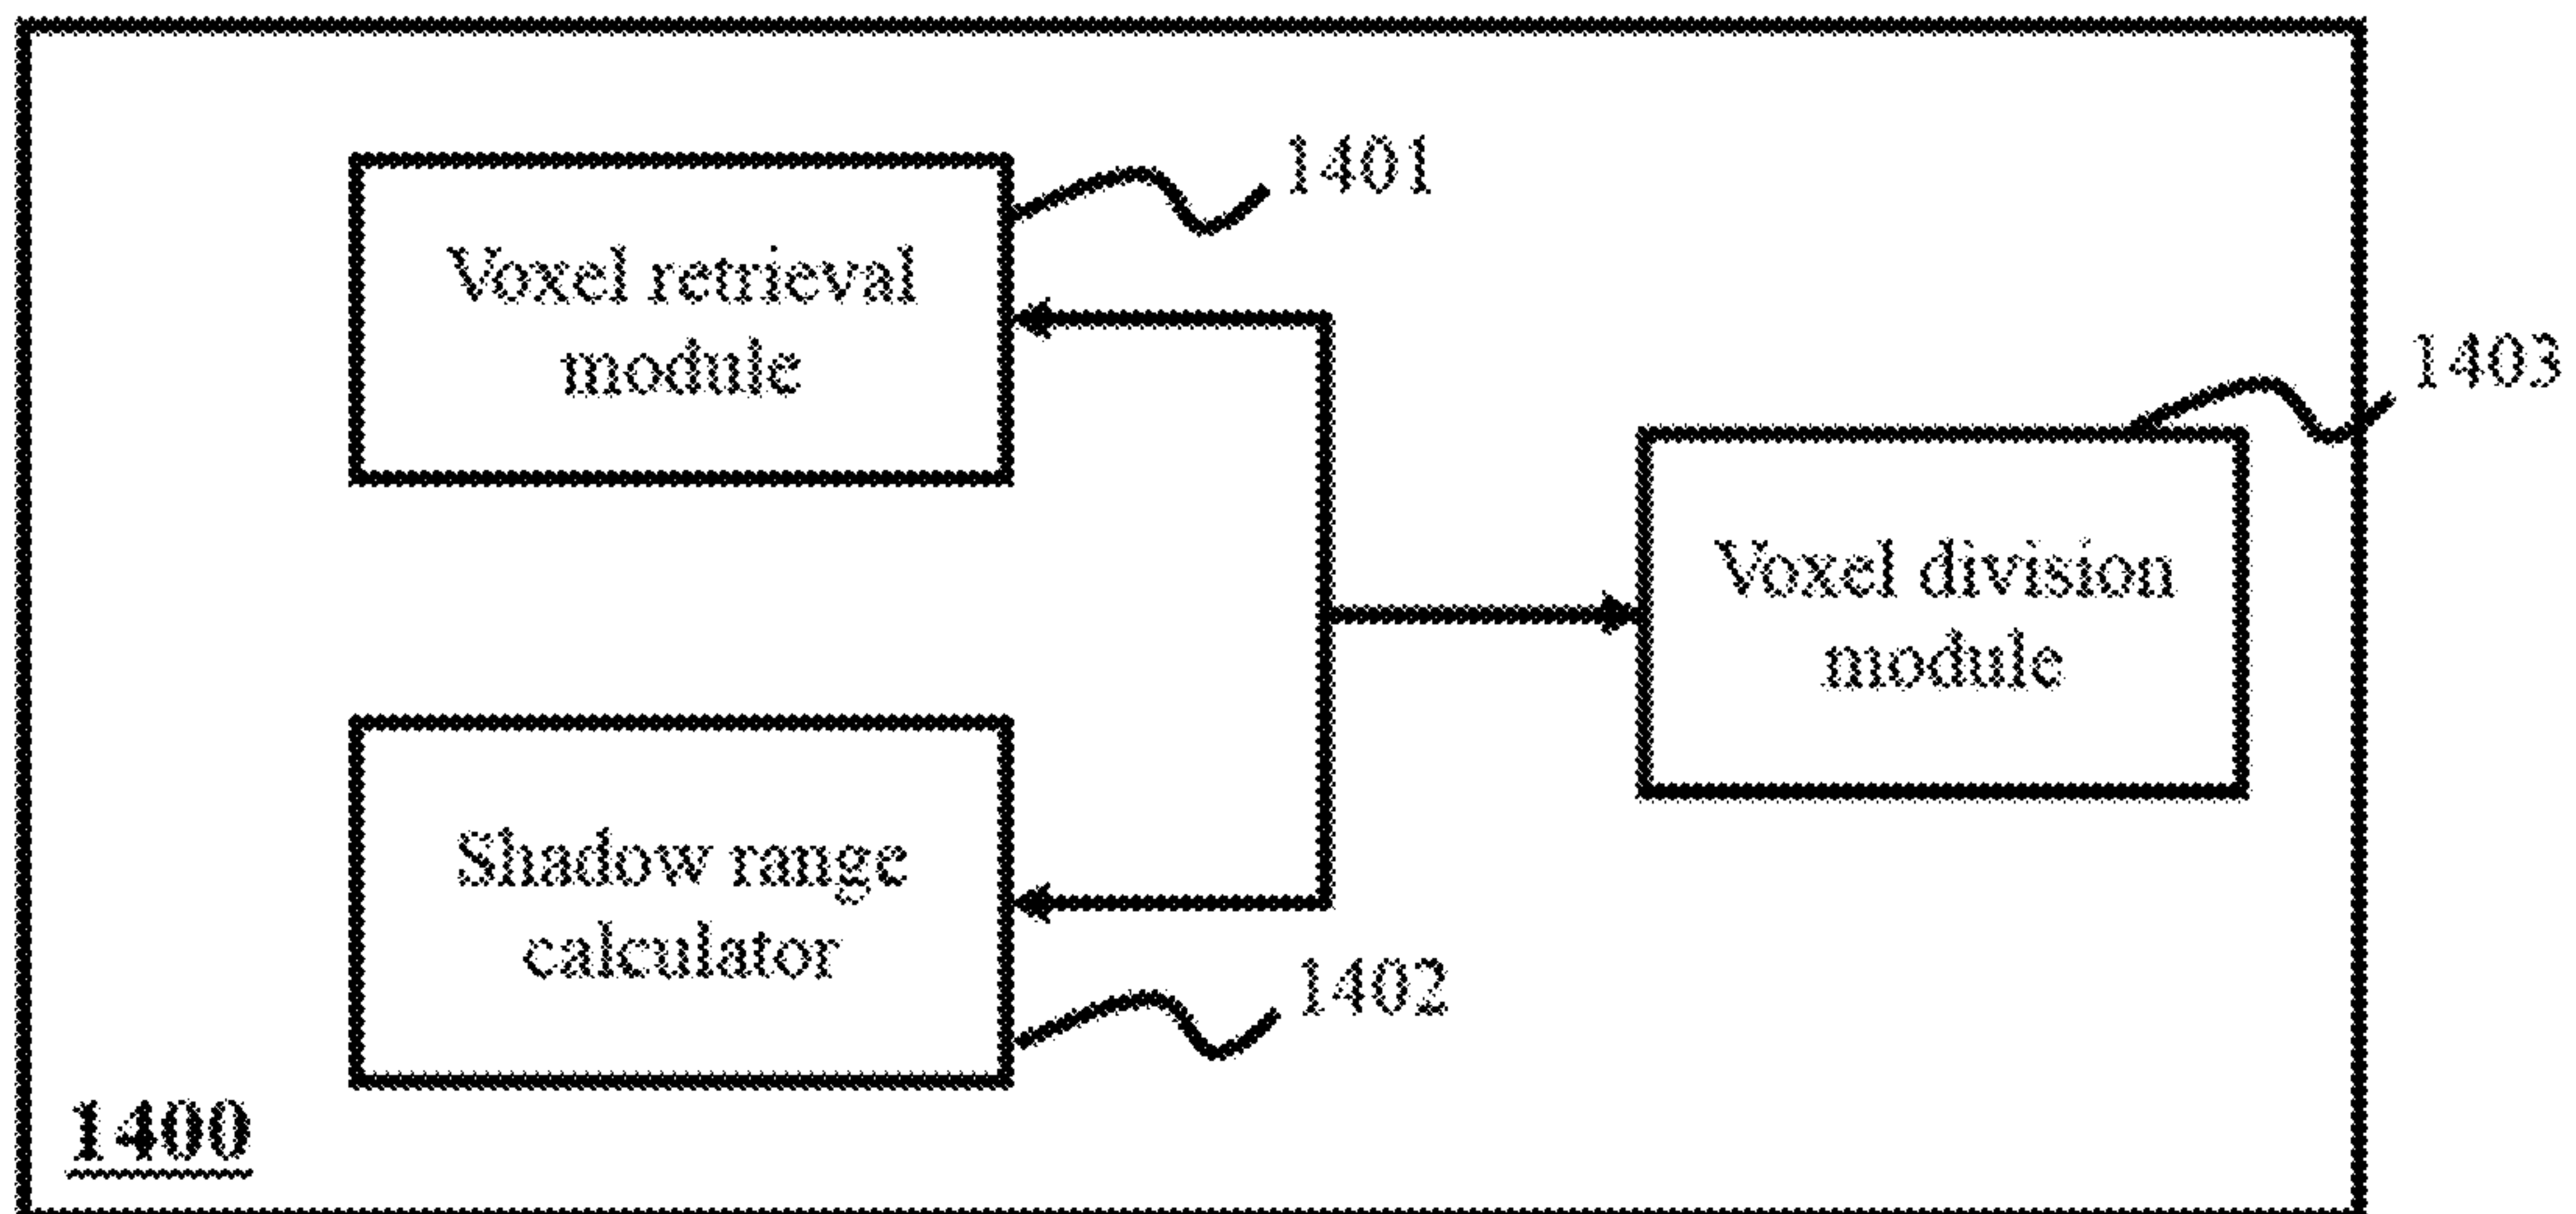 1401
Voxel retrieval
module
1403
Voxel division
module
Shadow range
calculator
1402
1400